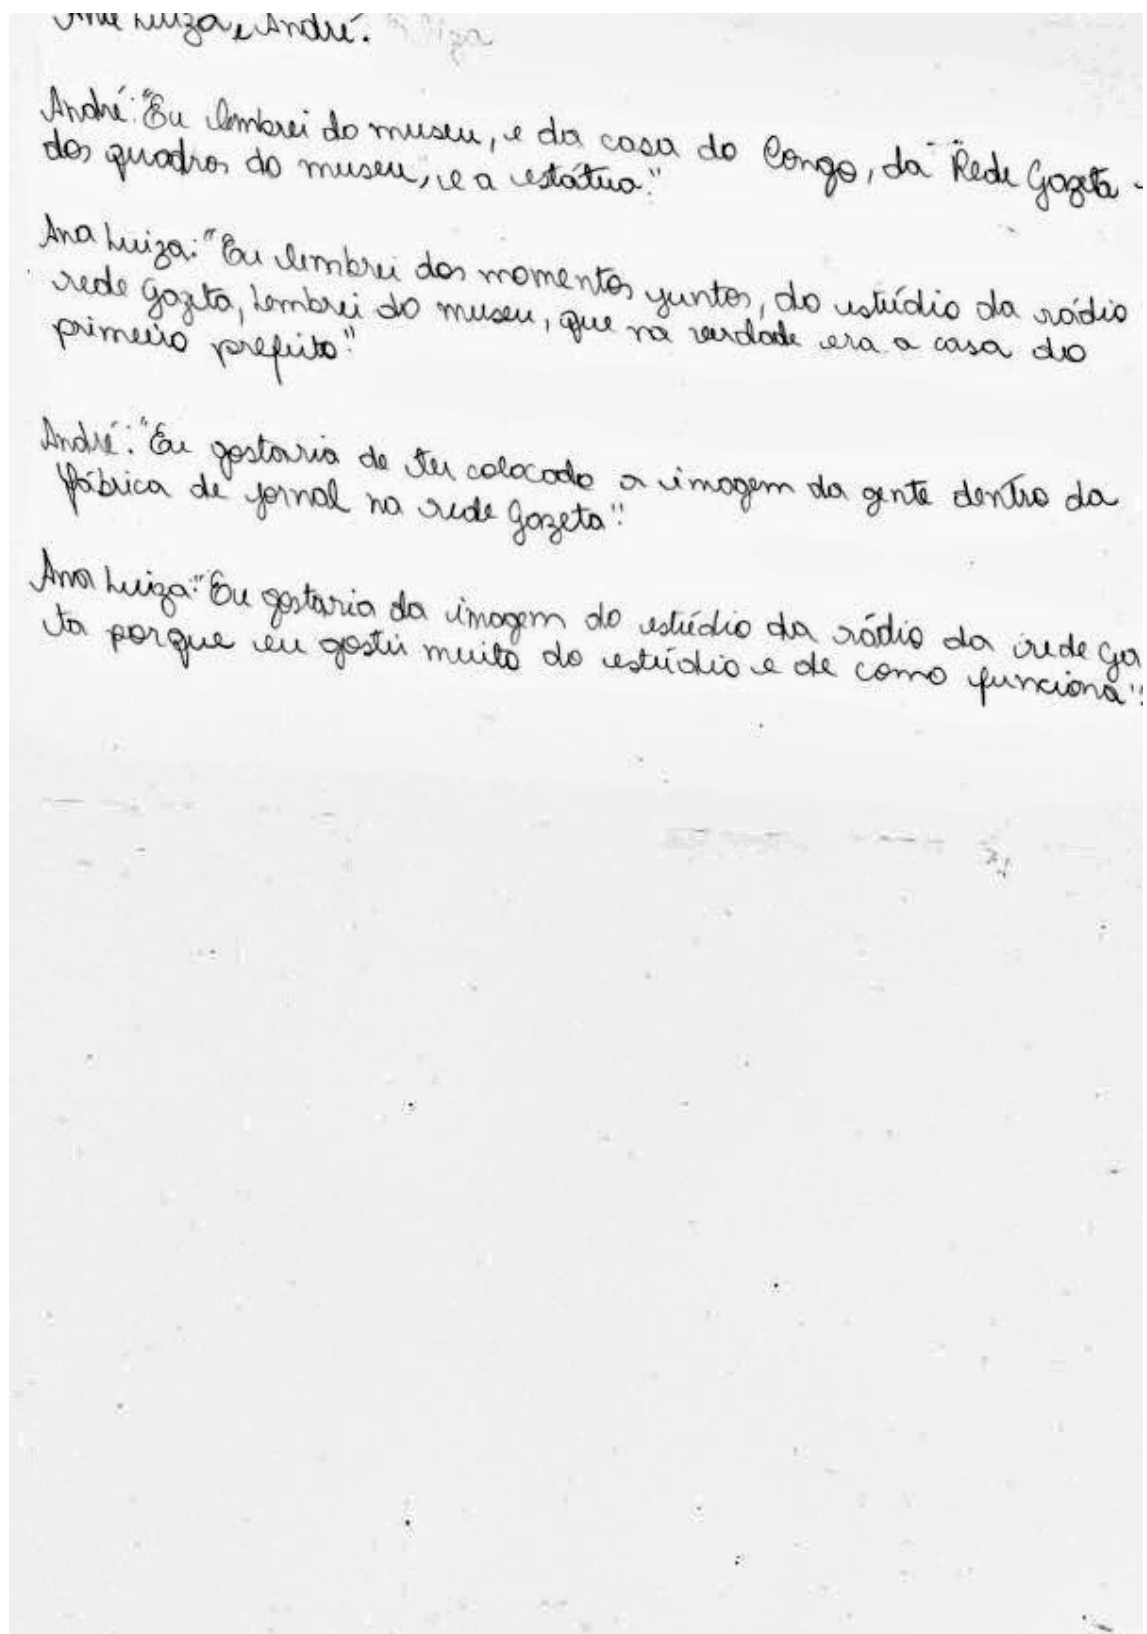 Ana Luiza e André.
André: "Eu lembrei do museu, e da casa do Congo, da Rede Gazeta e
dos quadros do museu, e a estátua."
Ana Luiza: "Eu lembrei dos momentos juntos, do estúdio da rádio
rede Gazeta, Lembrei do museu, que na verdade era a casa do
primeiro prefeito."
André: "Eu gostaria de ter colocado a imagem da gente dentro da
fábrica de jornal na rede Gazeta".
Ana Luiza: "Eu gostaria da imagem do estúdio da rádio da rede Ga
ta porque eu gostei muito do estúdio e de como funciona".